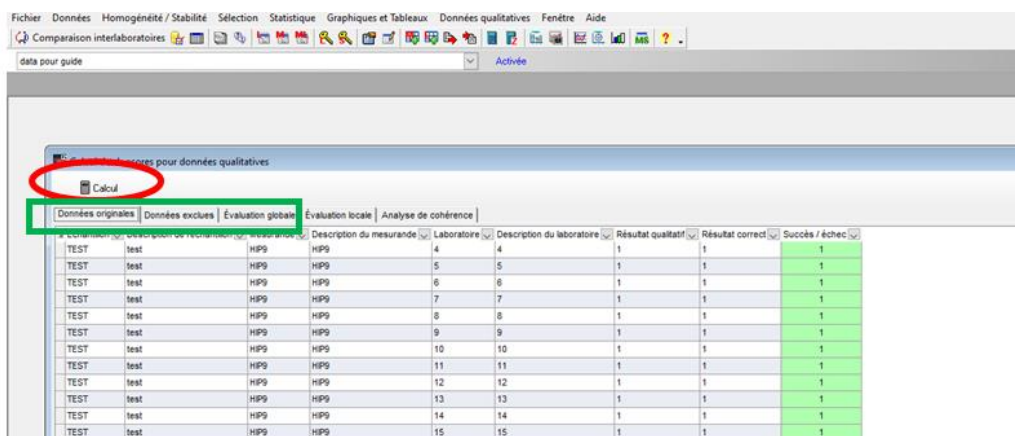 Fichier Données Homogénéité / Stabilité Sélection Statistique Graphiques et Tableaux Données qualitatives Fenêtre Aide
Comparaison interlaboratoires MS ?
data pour guide Activée
pour données qualitatives
Calcul
Données originales Données exclues Évaluation globale Évaluation locale Analyse de cohérence
Description du mesurande Laboratoire Description du laboratoire Résultat qualitatif Résultat correct Succès / échec
TEST test HIP9 HIP9 4 4 1 1 1
TEST test HIP9 HIP9 5 5 1 1 1
TEST test HIP9 HIP9 6 6 1 1 1
TEST test HIP9 HIP9 7 7 1 1 1
TEST test HIP9 HIP9 8 8 1 1 1
TEST test HIP9 HIP9 9 9 1 1 1
TEST test HIP9 HIP9 10 10 1 1 1
TEST test HIP9 HIP9 11 11 1 1 1
TEST test HIP9 HIP9 12 12 1 1 1
TEST test HIP9 HIP9 13 13 1 1 1
TEST test HIP9 HIP9 14 14 1 1 1
TEST test HIP9 HIP9 15 15 1 1 1